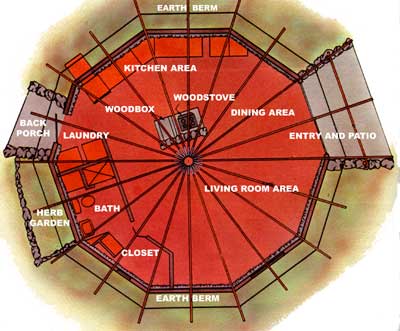 EARTH BERM
KITCHEN AREA
WOODSTOVE
WOODBOX
DINING AREA
BACK
PORCH
LAUNDRY
ENTRY AND PATIO
LIVING ROOM AREA
HERB
GARDEN
BATH
CLOSET
EARTH BERM